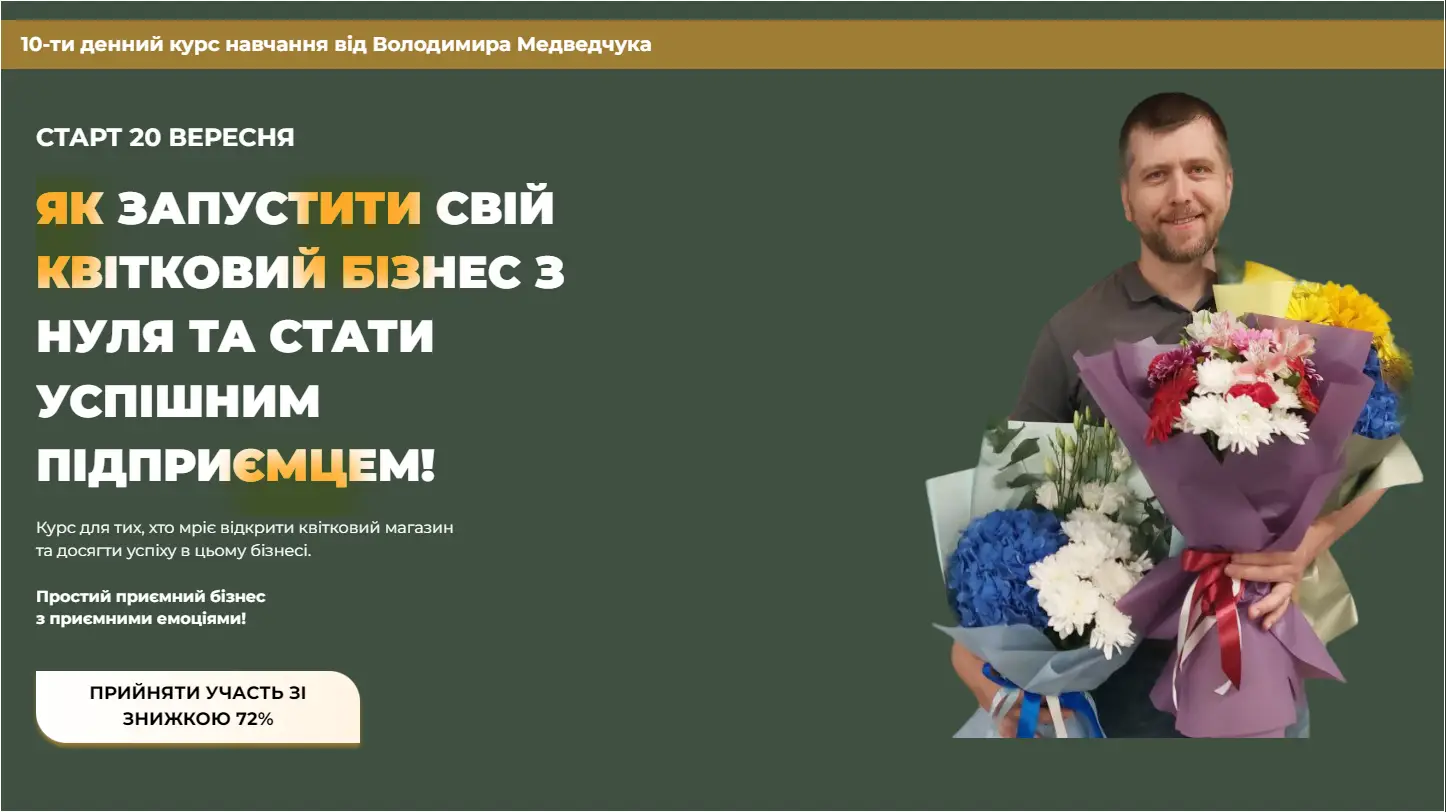 10-ти денний курс навчання від Володимира Медведчука
СТАРТ 20 ВЕРЕСНЯ
ЯК ЗАПУСТИТИ СВІЙ
КВІТКОВИЙ БІЗНЕС З
НУЛЯ ТА СТАТИ
УСПІШНИМ
ПІДПРИЄМЦЕМ!
Курс для тих, хто мріє відкрити квітковий магазин
та досягти успіху в цьому бізнесі.
Простий приємний бізнес
з приємними емоціями!
ПРИЙНЯТИ УЧАСТЬ ЗІ
ЗНИЖКОЮ 72%